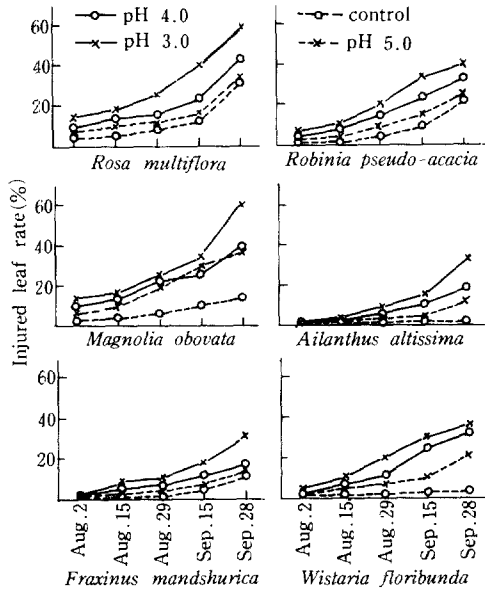 pH 4.0
pH 3.0
control
pH 5.0
60
40
20
Rosa multiflora
Robinia pseudo-acacia
Injured leaf rate(%)
60
40
20
Magnolia obovata
Ailanthus altissima
60
40
20
Aug. 2
Aug. 15
Aug. 29
Sep. 15
Sep. 28
Aug. 2
Aug. 15
Aug. 29
Sep. 15
Sep. 28
Fraxinus mandshurica
Wistaria floribunda